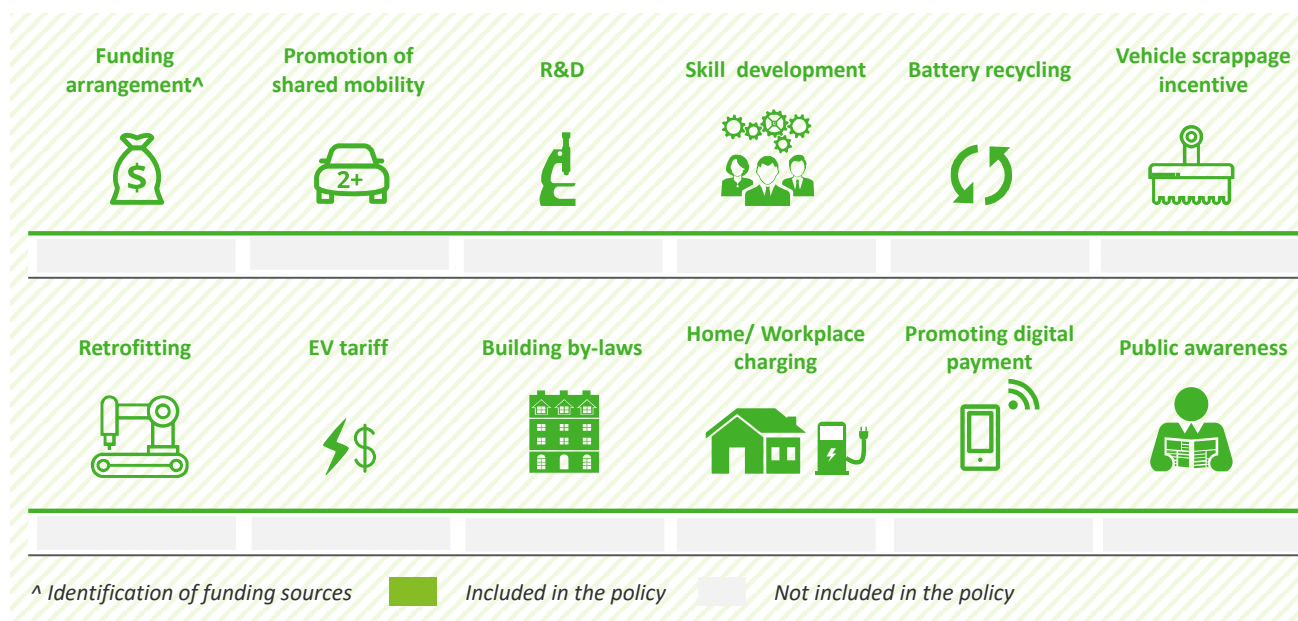 Funding
arrangement^
Promotion of
shared mobility
R&D
Skill development
Battery recycling
Vehicle scrappage
incentive
$
2+
Retrofitting
EV tariff
Building by-laws
Home/ Workplace
charging
Promoting digital
payment
Public awareness
$
^ Identification of funding sources
Included in the policy
Not included in the policy